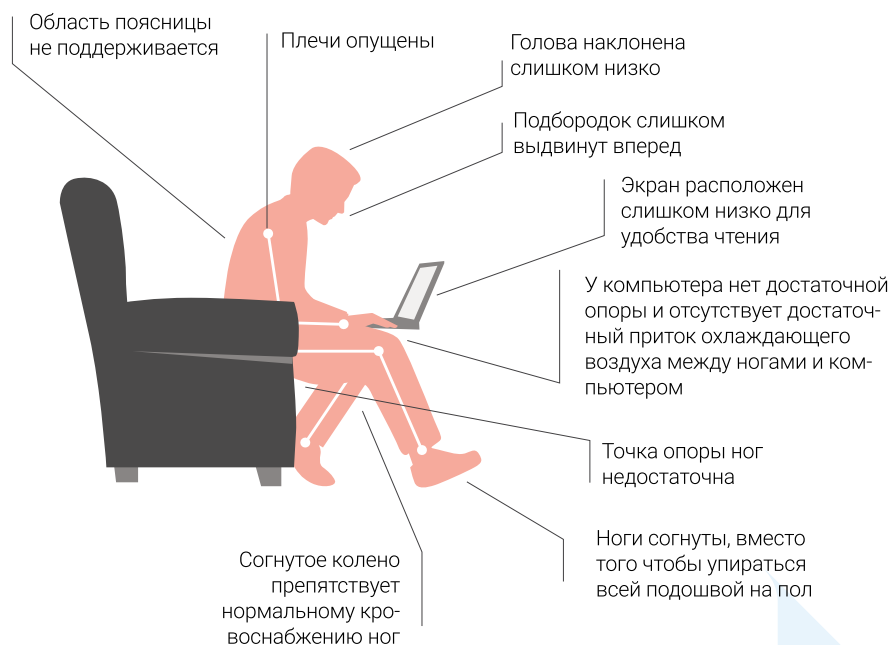 Область поясницы
не поддерживается
Плечи опущены
Голова наклонена
слишком низко
Подбородок слишком
выдвинут вперед
Экран расположен
слишком низко для
удобства чтения
У компьютера нет достаточной
опоры и отсутствует достаточ-
ный приток охлаждающего
воздуха между ногами и ком-
пьютером
Точка опоры ног
недостаточна
Ноги согнуты, вместо
того чтобы упираться
всей подошвой на пол
Согнутое колено
препятствует
нормальному кро-
воснабжению ног